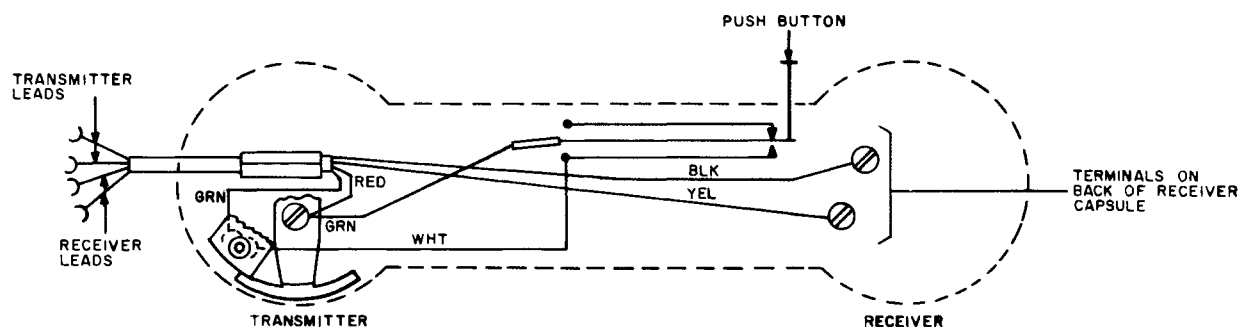 PUSH BUTTON
TRANSMITTER
LEADS
RED
BLK
YEL
TERMINALS ON
BACK OF RECEIVER
CAPSULE
GRN
GRN
WHT
RECEIVER
LEADS
TRANSMITTER
RECEIVER